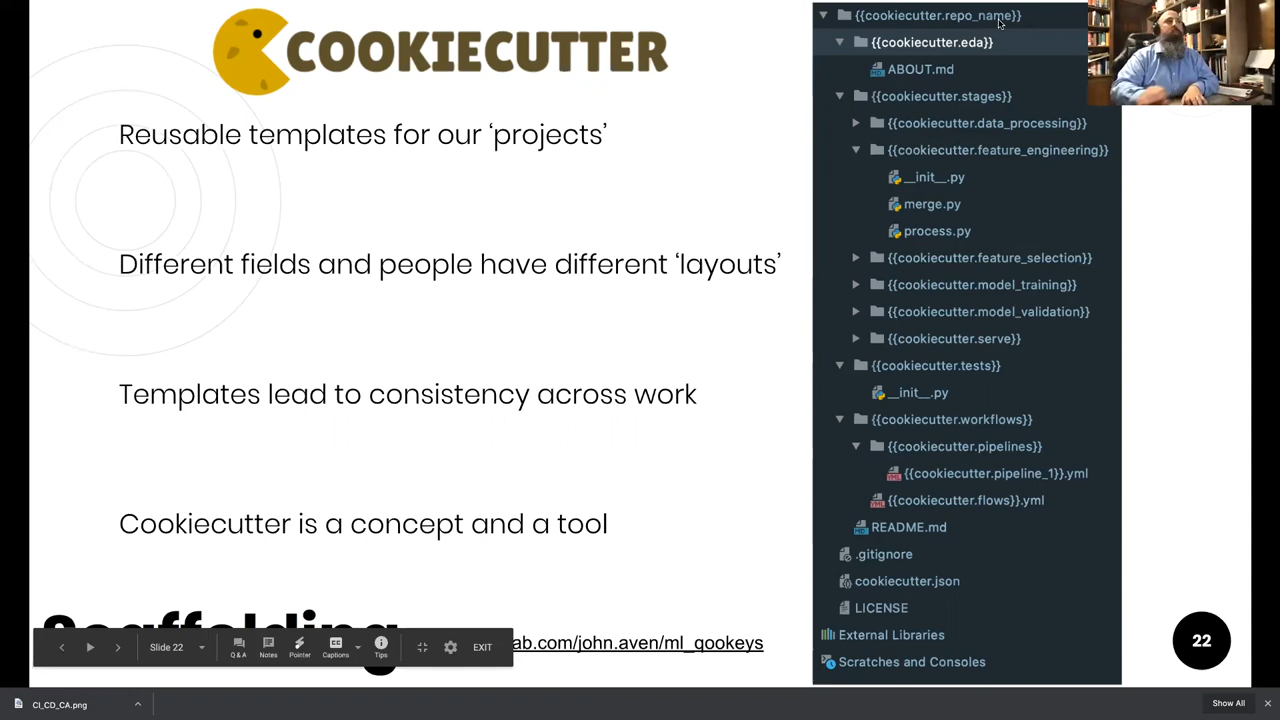 COOKIECUTTER
Reusable templates for our ‘projects’
Different fields and people have different ‘layouts’
Templates lead to consistency across work
Cookiecutter is a concept and a tool
Scaffolding
ab.com/john.aven/ml_qookeys
{{cookiecutter.repo_name}}
{{cookiecutter.eda}}
ABOUT.md
{{cookiecutter.stages}}
{{cookiecutter.data_processing}}
{{cookiecutter.feature_engineering}}
__init__.py
merge.py
process.py
{{cookiecutter.feature_selection}}
{{cookiecutter.model_training}}
{{cookiecutter.model_validation}}
{{cookiecutter.serve}}
{{cookiecutter.tests}}
__init__.py
{{cookiecutter.workflows}}
{{cookiecutter.pipelines}}
{{cookiecutter.pipeline_1}}.yml
{{cookiecutter.flows}}.yml
README.md
.gitignore
cookiecutter.json
LICENSE
External Libraries
Scratches and Consoles
22
Slide 22
Q & A
Notes
Pointer
Captions
Tips
EXIT
CI_CD_CA.png
Show All